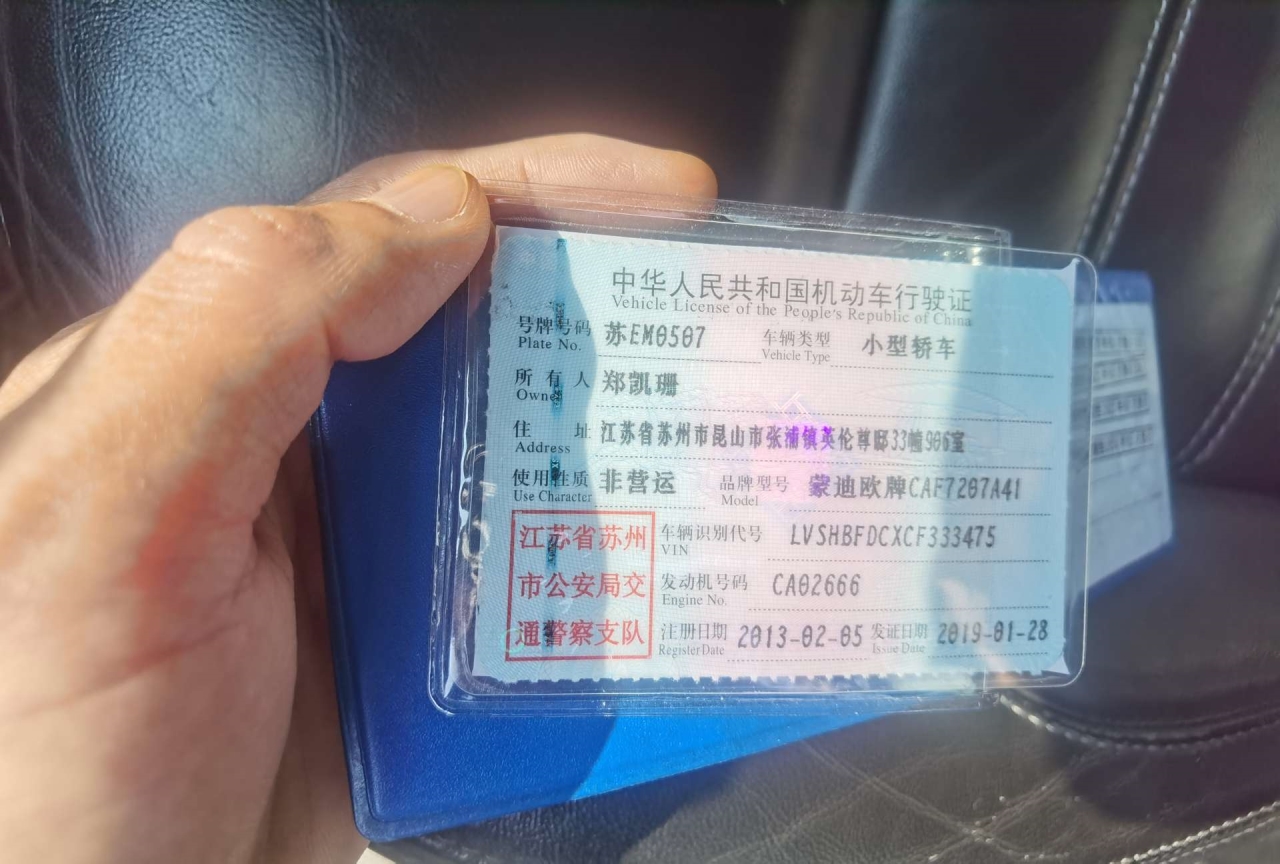 中华人民共和国机动车行驶证
Vehicle License of the People's Republic of China
号牌号码 苏EM0507 车辆类型 小型轿车
Plate No. Vehicle Type
所有人 郑凯珊
Owner
住址 江苏省苏州市昆山市张浦镇英伦尊邸33幢906室
Address
使用性质 非营运 品牌型号 蒙迪欧牌CAF7207A41
Use Character Model
江苏省苏州
市公安局交
通警察支队
车辆识别代号 LVSHBFDCXCF333475
VIN
发动机号码 CA02666
Engine No.
注册日期 2013-02-05 发证日期 2019-01-28
Register Date Issue Date